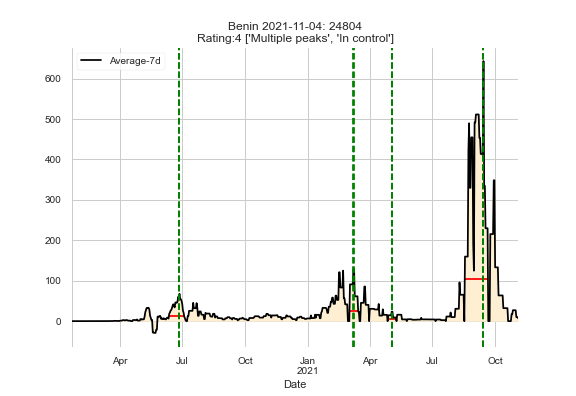 Benin 2021-11-04: 24804
Rating:4 ['Multiple peaks', 'In control']
Average-7d
600
500
400
300
200
100
0
Apr Jul Oct Jan Apr Jul Oct
2021
Date